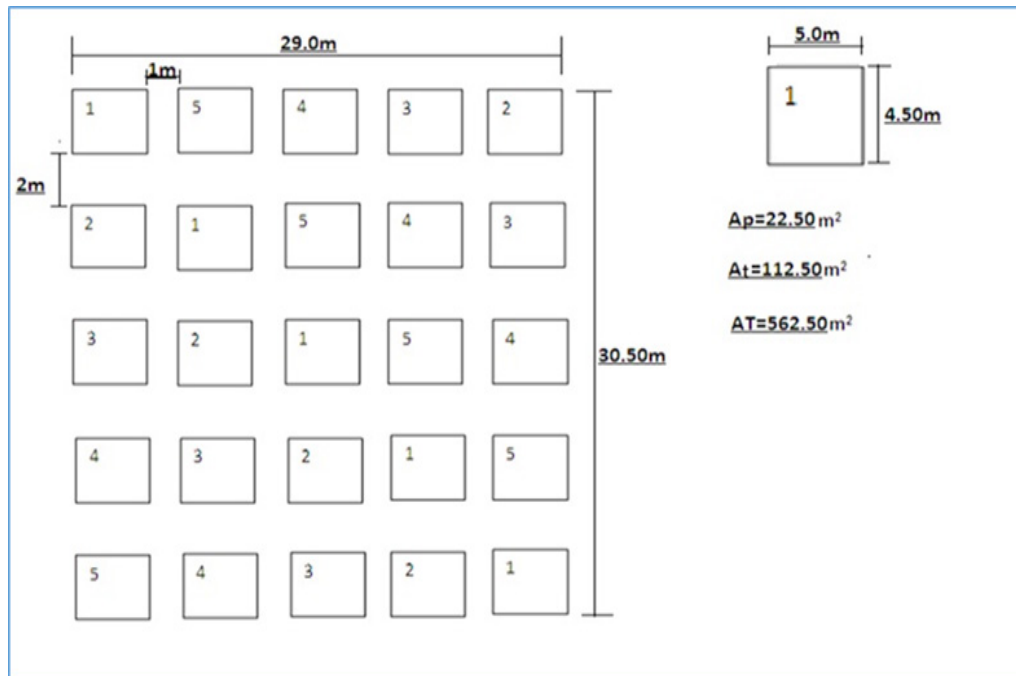 29.0m
1m
1 5 4 3 2
2m
2 1 5 4 3
3 2 1 5 4
30.50m
4 3 2 1 5
5 4 3 2 1
5.0m
1
4.50m
Ap=22.50 m²
At=112.50m²
AT=562.50m²